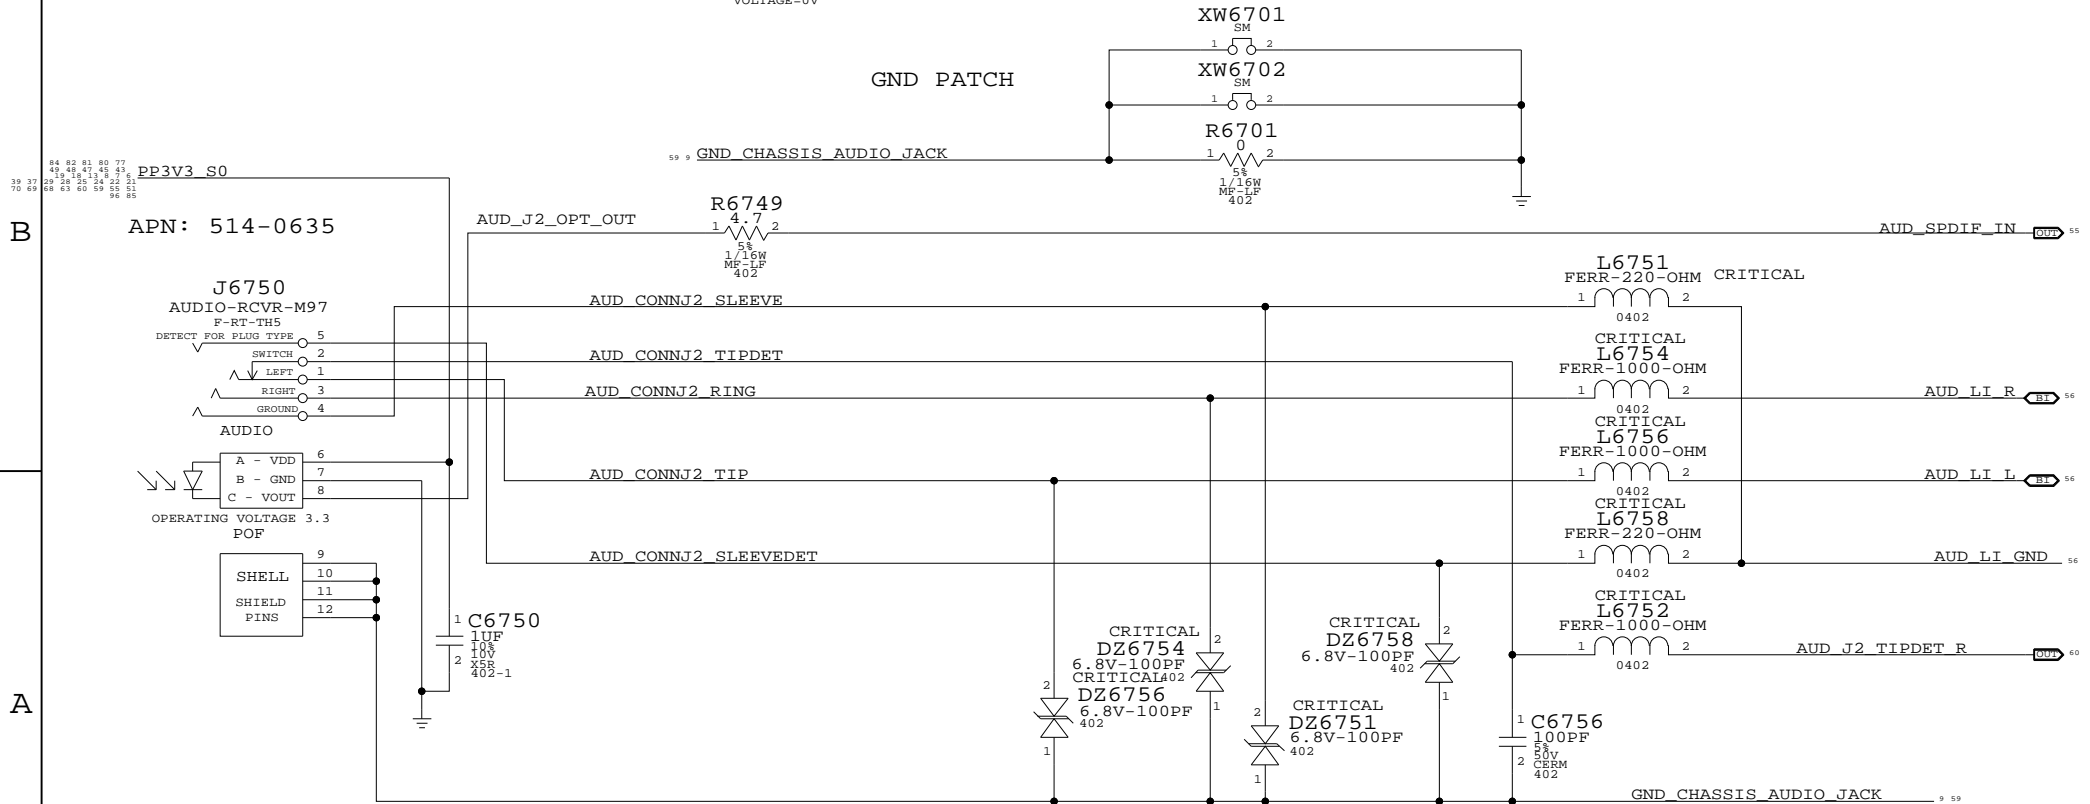 VOLTAGE=0V
XW6701
SM
1 2
XW6702
SM
1 2
GND PATCH
R6701
0
1 2
5%
1/16W
MF-LF
402
59 9 GND_CHASSIS_AUDIO_JACK
84 82 81 80 77
49 48 47 45 43
19 18 13 8 7 6
39 37 29 28 25 24 22 21
70 69 68 63 60 59 55 51
96 85
PP3V3_S0
B
APN: 514-0635
AUD_J2_OPT_OUT
R6749
4.7
1 2
5%
1/16W
MF-LF
402
AUD_SPDIF_IN OUT 55
J6750
AUDIO-RCVR-M97
F-RT-TH5
DETECT FOR PLUG TYPE 5
SWITCH 2
LEFT 1
RIGHT 3
GROUND 4
AUDIO
A - VDD 6
B - GND 7
C - VOUT 8
OPERATING VOLTAGE 3.3
POF
SHELL
SHIELD
PINS
9
10
11
12
AUD_CONNJ2_SLEEVE
AUD_CONNJ2_TIPDET
AUD_CONNJ2_RING
AUD_CONNJ2_TIP
AUD_CONNJ2_SLEEVEDET
L6751
FERR-220-OHM CRITICAL
1 2
0402
CRITICAL
L6754
FERR-1000-OHM
1 2
0402
AUD_LI_R BI 56
CRITICAL
L6756
FERR-1000-OHM
1 2
0402
AUD_LI_L BI 56
CRITICAL
L6758
FERR-220-OHM
1 2
0402
AUD_LI_GND 56
CRITICAL
L6752
FERR-1000-OHM
1 2
0402
AUD_J2_TIPDET_R OUT 60
A
1 C6750
1UF
10%
10V
2 X5R
402-1
CRITICAL 2
DZ6754
6.8V-100PF
402
1
CRITICAL
2 DZ6756
6.8V-100PF
402
1
CRITICAL 2
DZ6758
6.8V-100PF
402
1
CRITICAL
2 DZ6751
6.8V-100PF
402
1
1 C6756
100PF
5%
50V
2 CERM
402
GND_CHASSIS_AUDIO_JACK 9 59